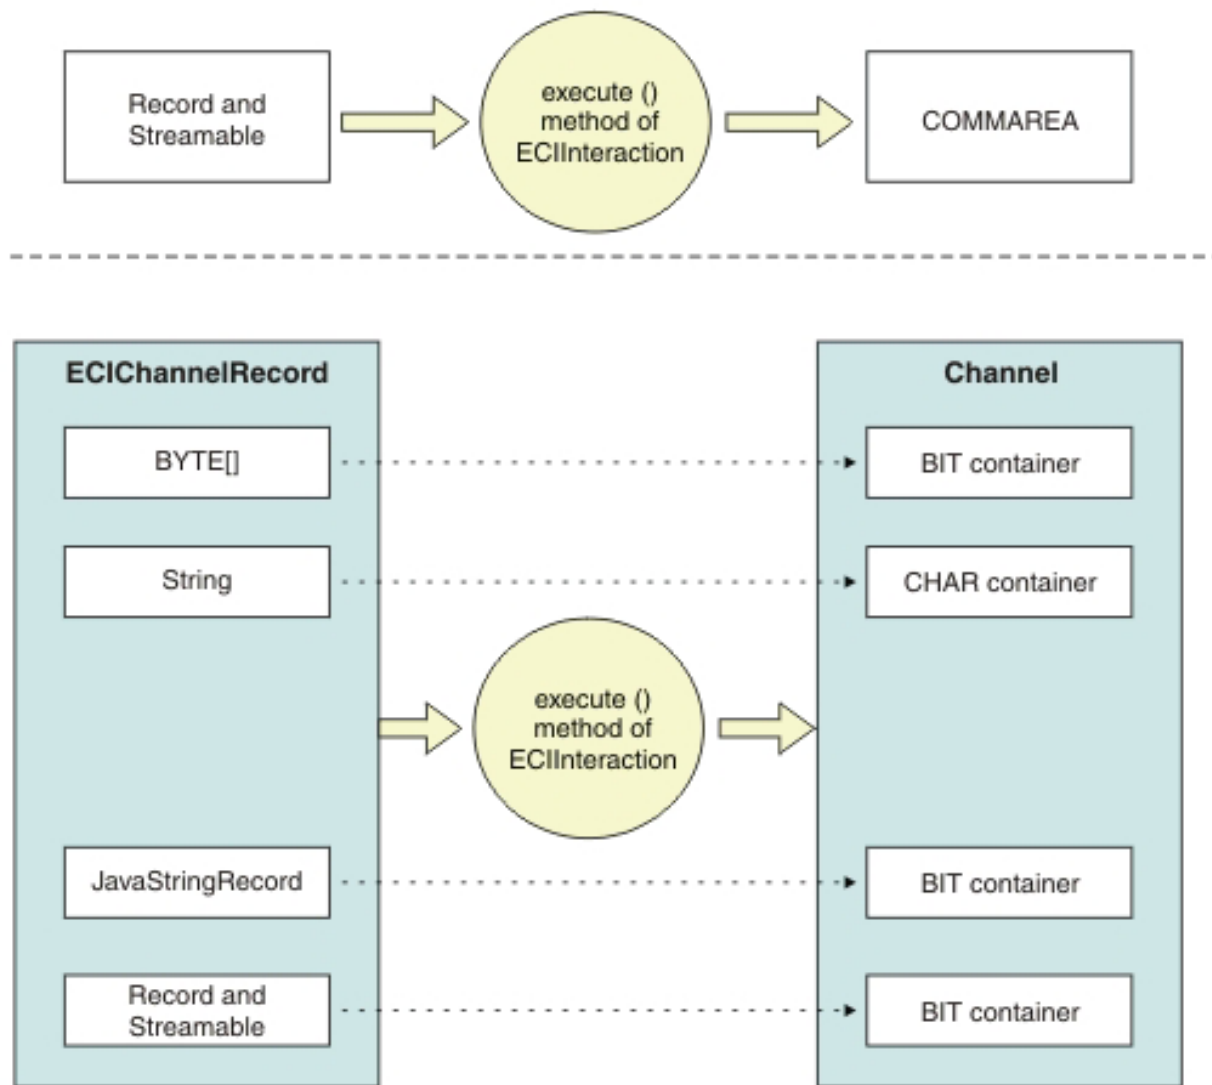 Record and
Streamable
execute ()
method of
ECIInteraction
COMMAREA
ECIChannelRecord
Channel
BYTE[]
BIT container
String
CHAR container
execute ()
method of
ECIInteraction
JavaStringRecord
BIT container
Record and
Streamable
BIT container